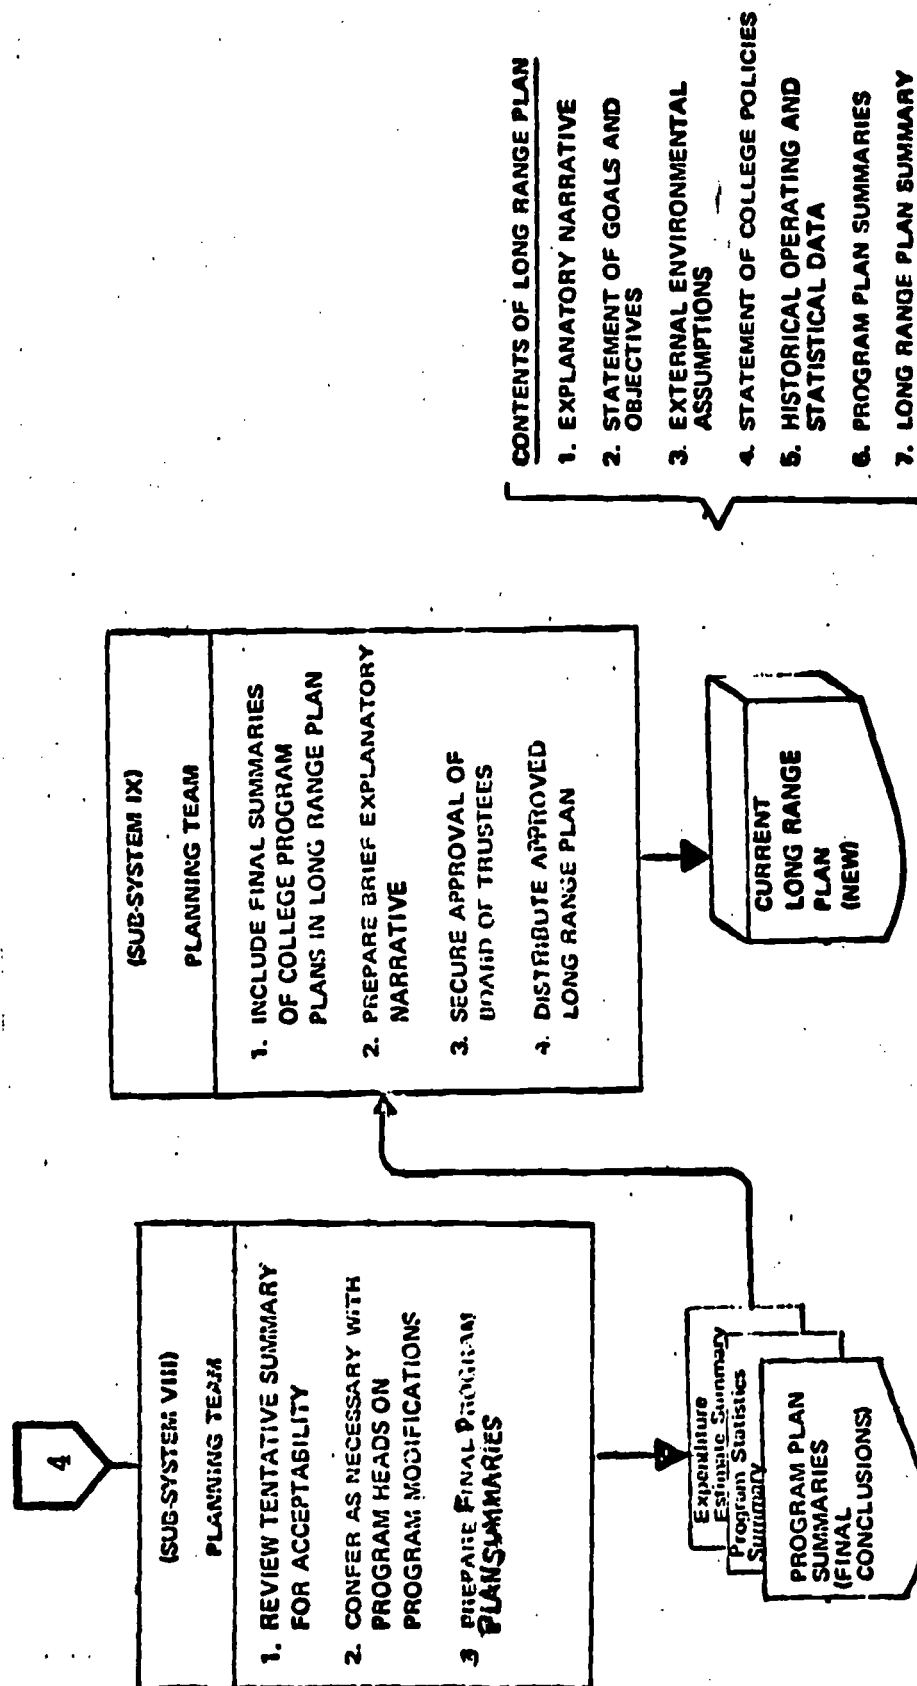 4
(SUB-SYSTEM VIII)
PLANNING TEAM
1. REVIEW TENTATIVE SUMMARY
FOR ACCEPTABILITY
2. CONFER AS NECESSARY WITH
PROGRAM HEADS ON
PROGRAM MODIFICATIONS
3 PREPARE FINAL PROGRAM
PLAN SUMMARIES
Expenditure
Estimate Summary
Program Statistics
Summary
PROGRAM PLAN
SUMMARIES
(FINAL
CONCLUSIONS)
(SUB-SYSTEM IX)
PLANNING TEAM
1. INCLUDE FINAL SUMMARIES
OF COLLEGE PROGRAM
PLANS IN LONG RANGE PLAN
2. PREPARE BRIEF EXPLANATORY
NARRATIVE
3. SECURE APPROVAL OF
BOARD OF TRUSTEES
4. DISTRIBUTE APPROVED
LONG RANGE PLAN
CURRENT
LONG RANGE
PLAN
(NEW)
CONTENTS OF LONG RANGE PLAN
1. EXPLANATORY NARRATIVE
2. STATEMENT OF GOALS AND
OBJECTIVES
3. EXTERNAL ENVIRONMENTAL
ASSUMPTIONS
4. STATEMENT OF COLLEGE POLICIES
5. HISTORICAL OPERATING AND
STATISTICAL DATA
6. PROGRAM PLAN SUMMARIES
7. LONG RANGE PLAN SUMMARY